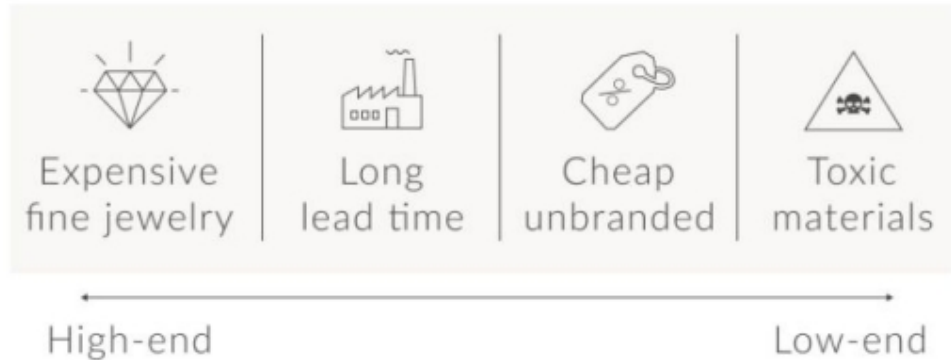 Expensive
fine jewelry
Long
lead time
Cheap
unbranded
Toxic
materials
High-end
Low-end